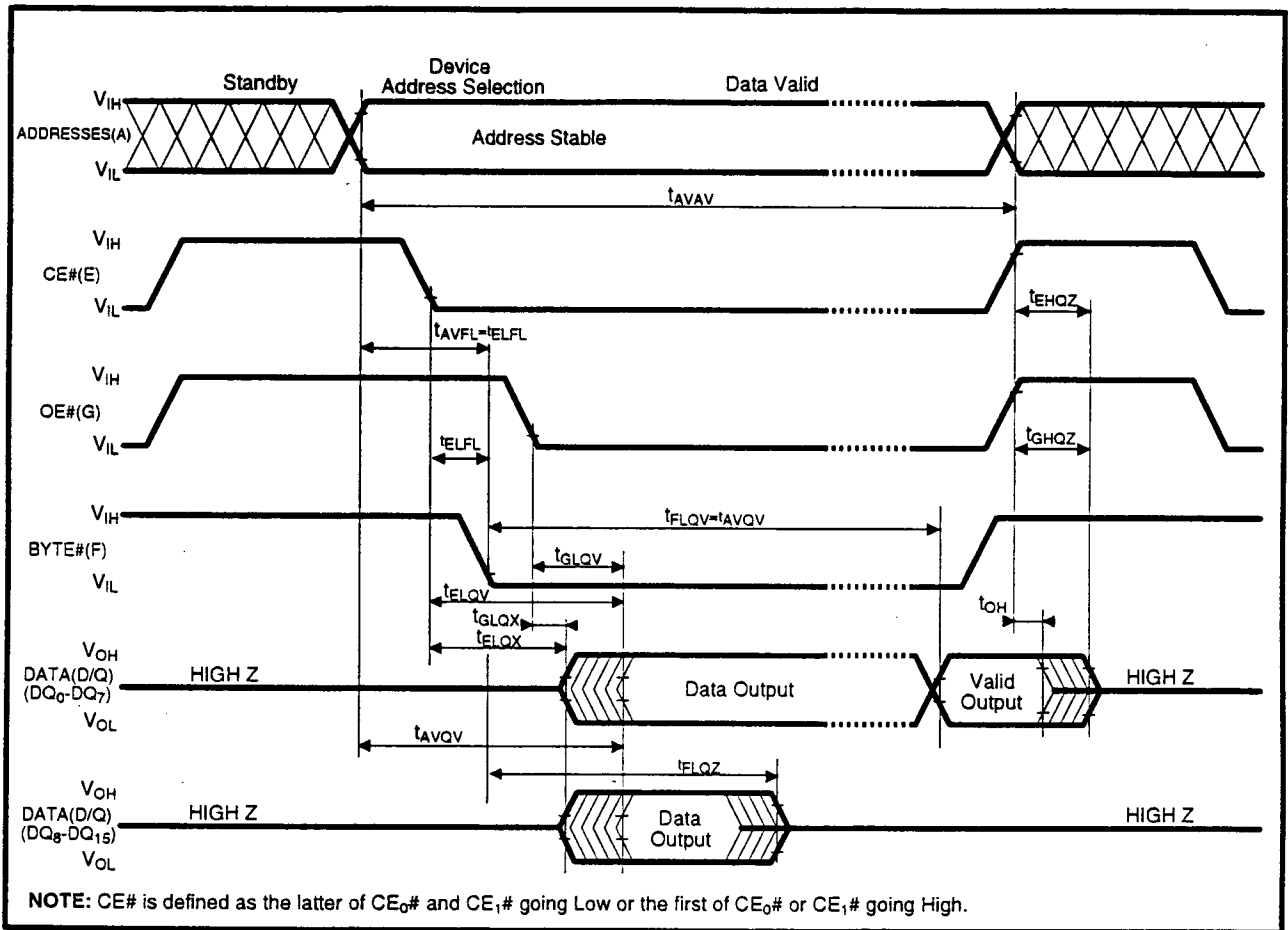 Standby
Device
Address Selection
Data Valid
VIH
ADDRESSES(A)
VIL
Address Stable
tAVAV
VIH
CE#(E)
VIL
tEHQZ
tAVFL=tELFL
VIH
OE#(G)
VIL
tELFL
tGHQZ
VIH
BYTE#(F)
VIL
tFLQV=tAVQV
tGLQV
tELQV
tGLQX
tELQX
tOH
VOH
DATA(D/Q)
(DQ0-DQ7)
VOL
HIGH Z
Data Output
Valid
Output
HIGH Z
tAVQV
tFLQZ
VOH
DATA(D/Q)
(DQ8-DQ15)
VOL
HIGH Z
Data
Output
HIGH Z
NOTE: CE# is defined as the latter of CE0# and CE1# going Low or the first of CE0# or CE1# going High.